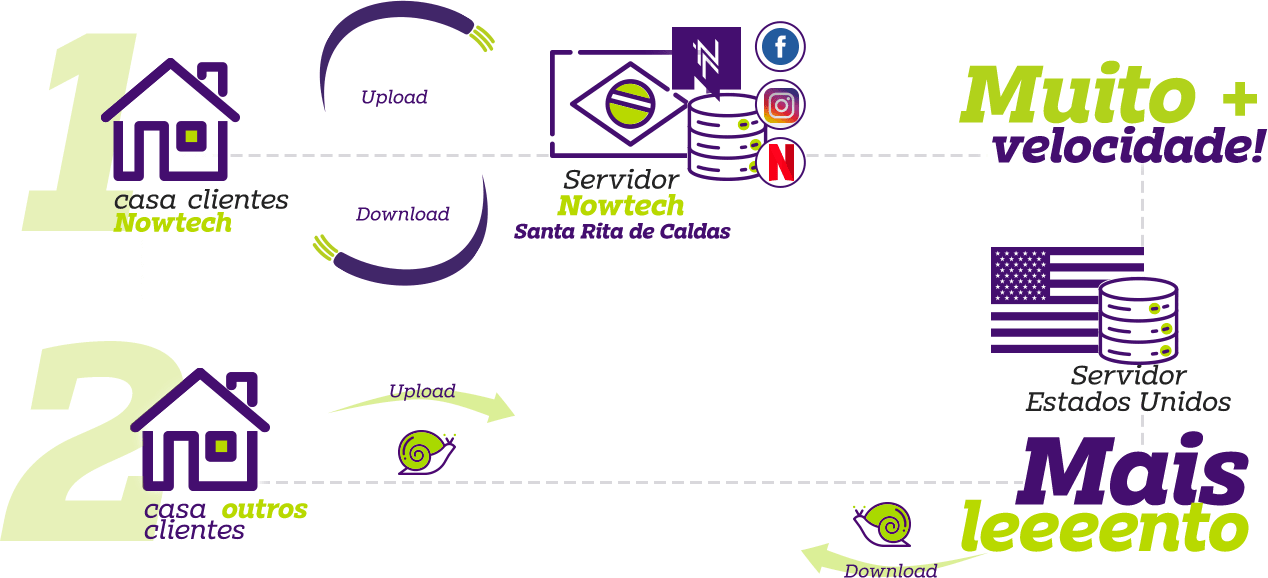 1
Upload
casa clientes
Nowtech
Download
Servidor
Nowtech
Santa Rita de Caldas
Muito +
velocidade!
Servidor
Estados Unidos
2
Upload
casa outros
clientes
Mais
leeeento
Download